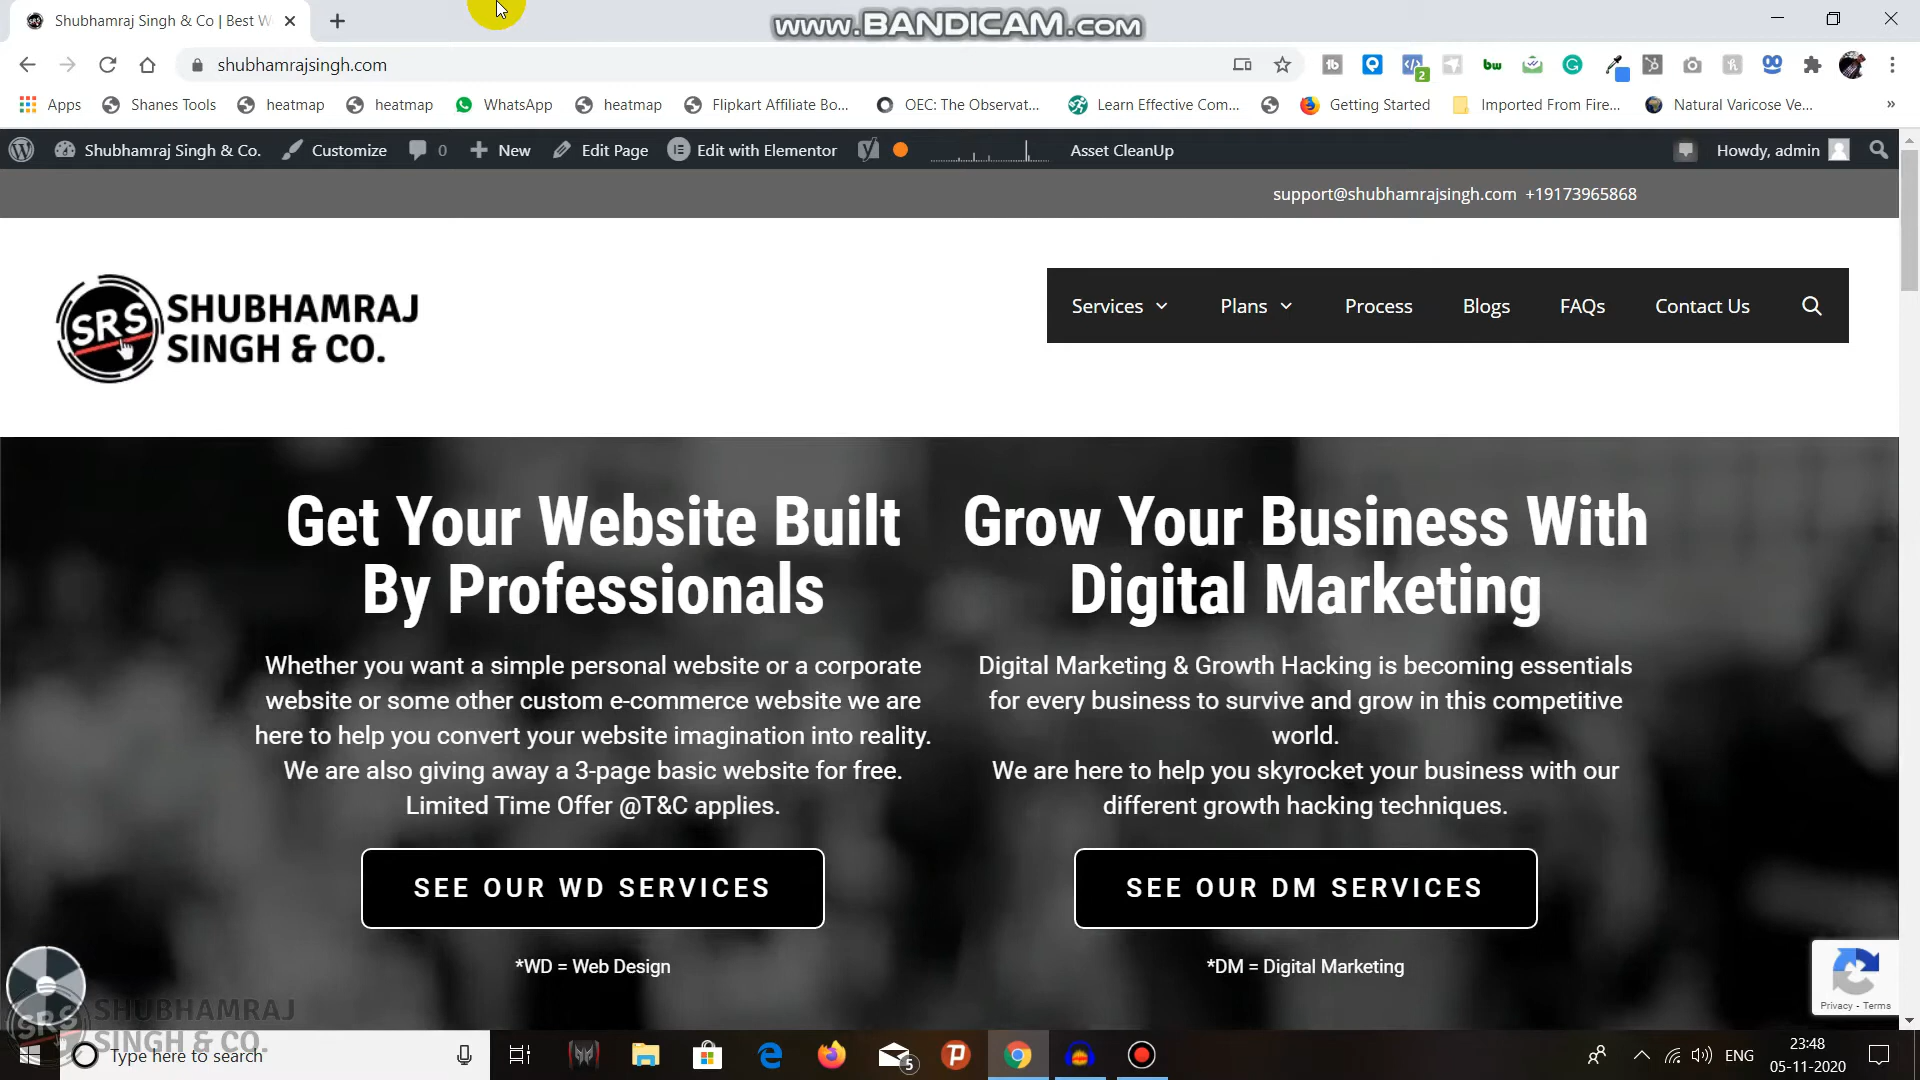 Shubhamraj Singh & Co | Best W
www.BANDICAM.com
shubhamrajsingh.com
Apps
Shanes Tools
heatmap
heatmap
WhatsApp
heatmap
Flipkart Affiliate Bo...
OEC: The Observat...
Learn Effective Com...
Getting Started
Imported From Fire...
Natural Varicose Ve...
»
Shubhamraj Singh & Co.
Customize
0
New
Edit Page
Edit with Elementor
Asset CleanUp
Howdy, admin
support@shubhamrajsingh.com +19173965868
SRS
SHUBHAMRAJ
SINGH & CO.
Services
Plans
Process
Blogs
FAQs
Contact Us
Get Your Website Built
By Professionals
Whether you want a simple personal website or a corporate
website or some other custom e-commerce website we are
here to help you convert your website imagination into reality.
We are also giving away a 3-page basic website for free.
Limited Time Offer @T&C applies.
SEE OUR WD SERVICES
*WD = Web Design
Grow Your Business With
Digital Marketing
Digital Marketing & Growth Hacking is becoming essentials
for every business to survive and grow in this competitive
world.
We are here to help you skyrocket your business with our
different growth hacking techniques.
SEE OUR DM SERVICES
*DM = Digital Marketing
Privacy - Terms
SRS
SHUBHAMRAJ
SINGH & CO.
Type here to search
5
ENG
23:48
05-11-2020